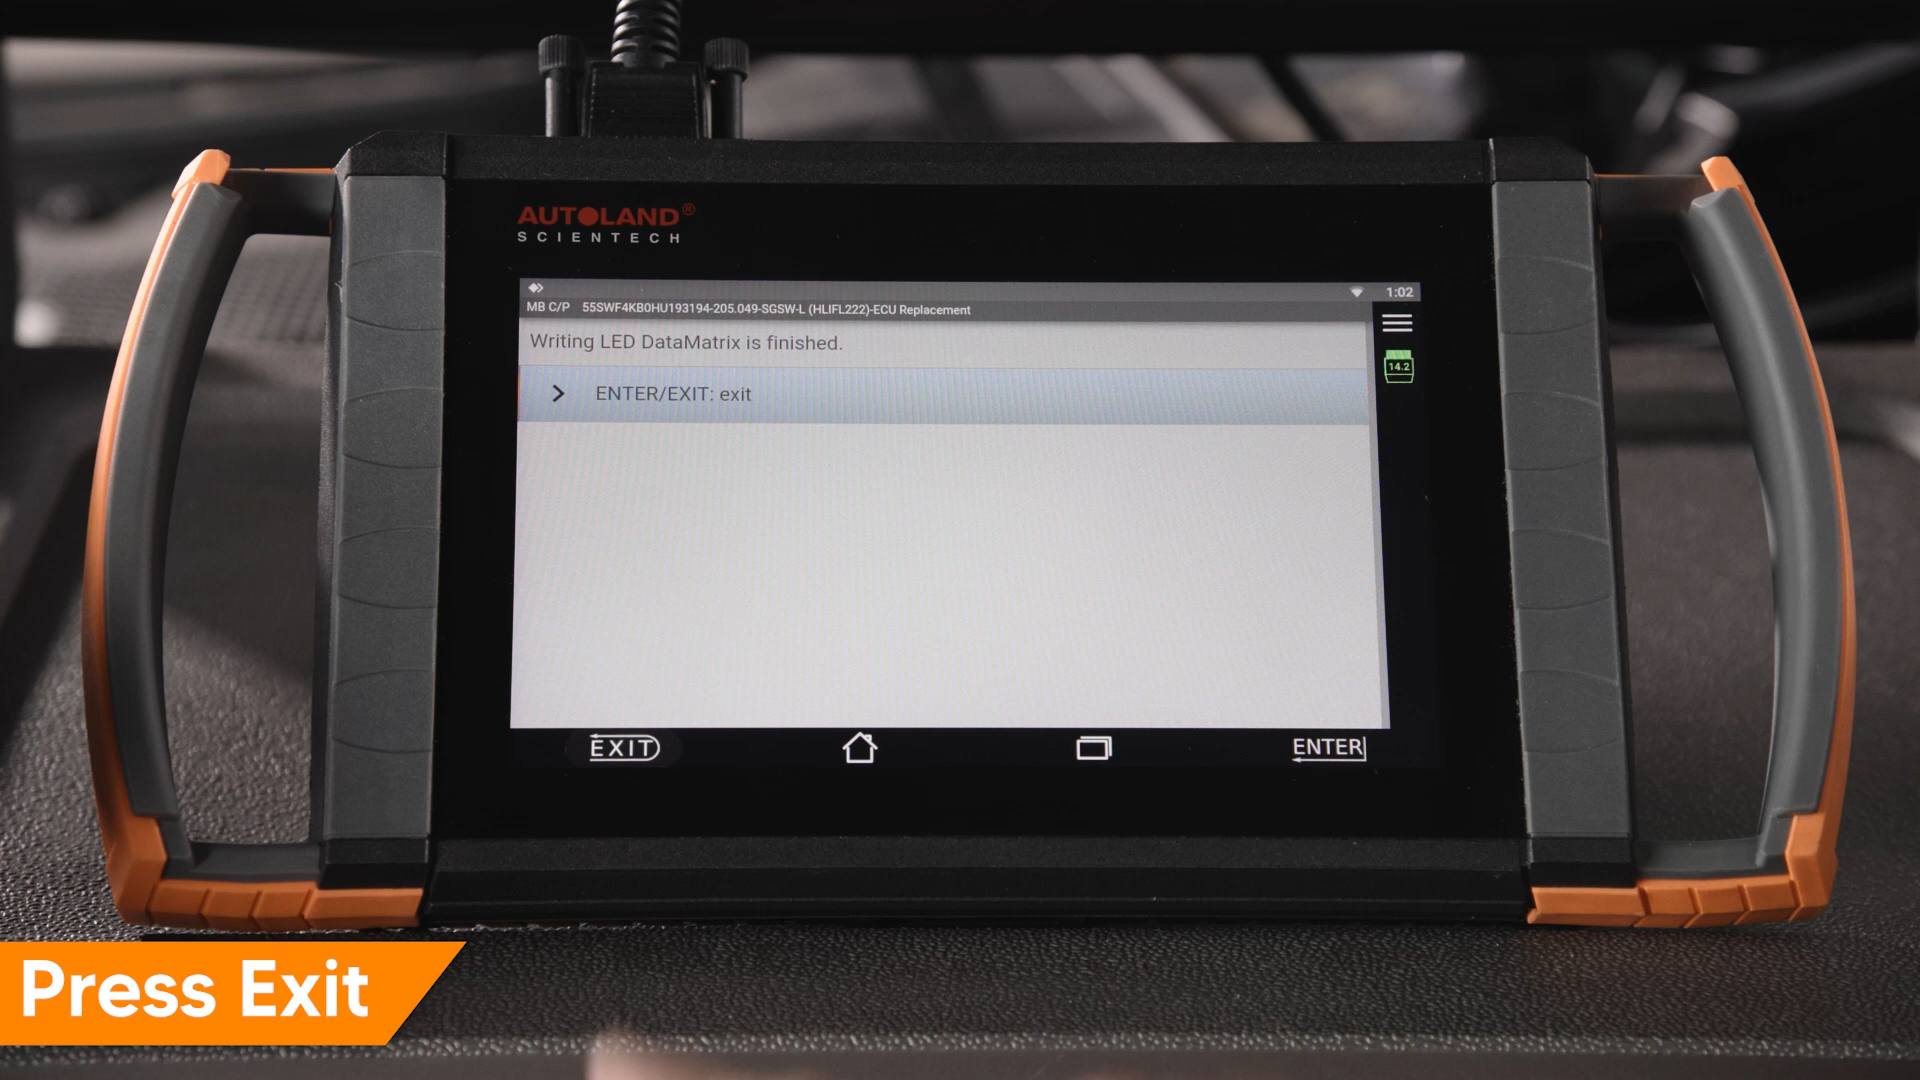 AUTOLAND®
SCIENTECH
1:02
MB C/P 55SWF4KB0HU193194-205.049-SGSW-L (HLIFL222)-ECU Replacement
Writing LED DataMatrix is finished.
14.2
ENTER/EXIT: exit
EXIT
ENTER
Press Exit